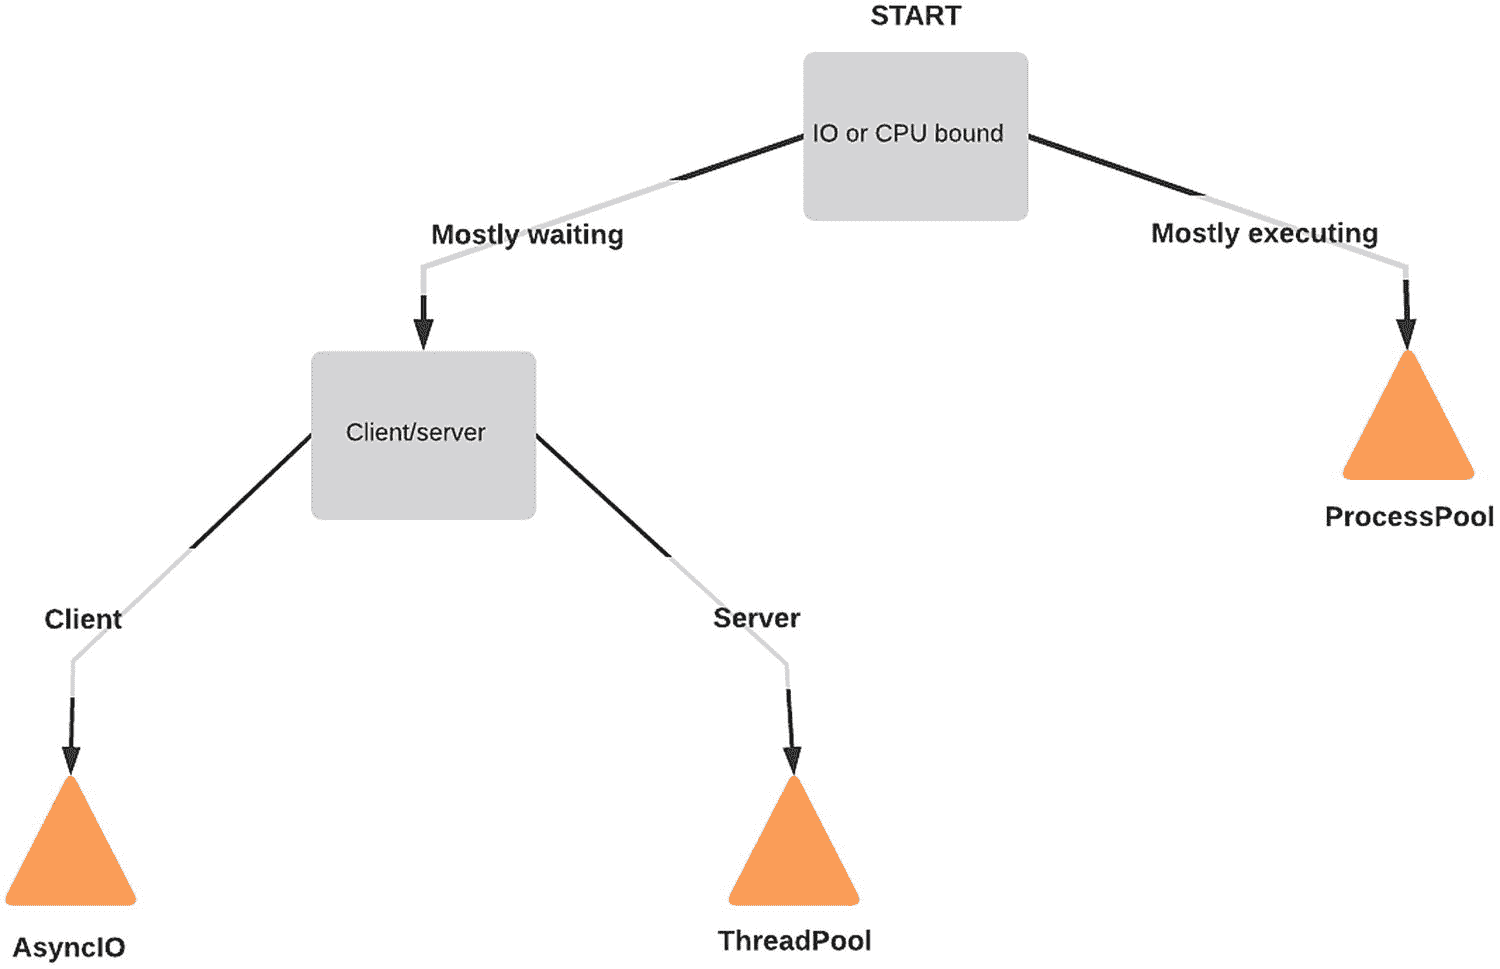 START
IO or CPU bound
Mostly waiting
Mostly executing
Client/server
ProcessPool
Client
Server
AsyncIO
ThreadPool